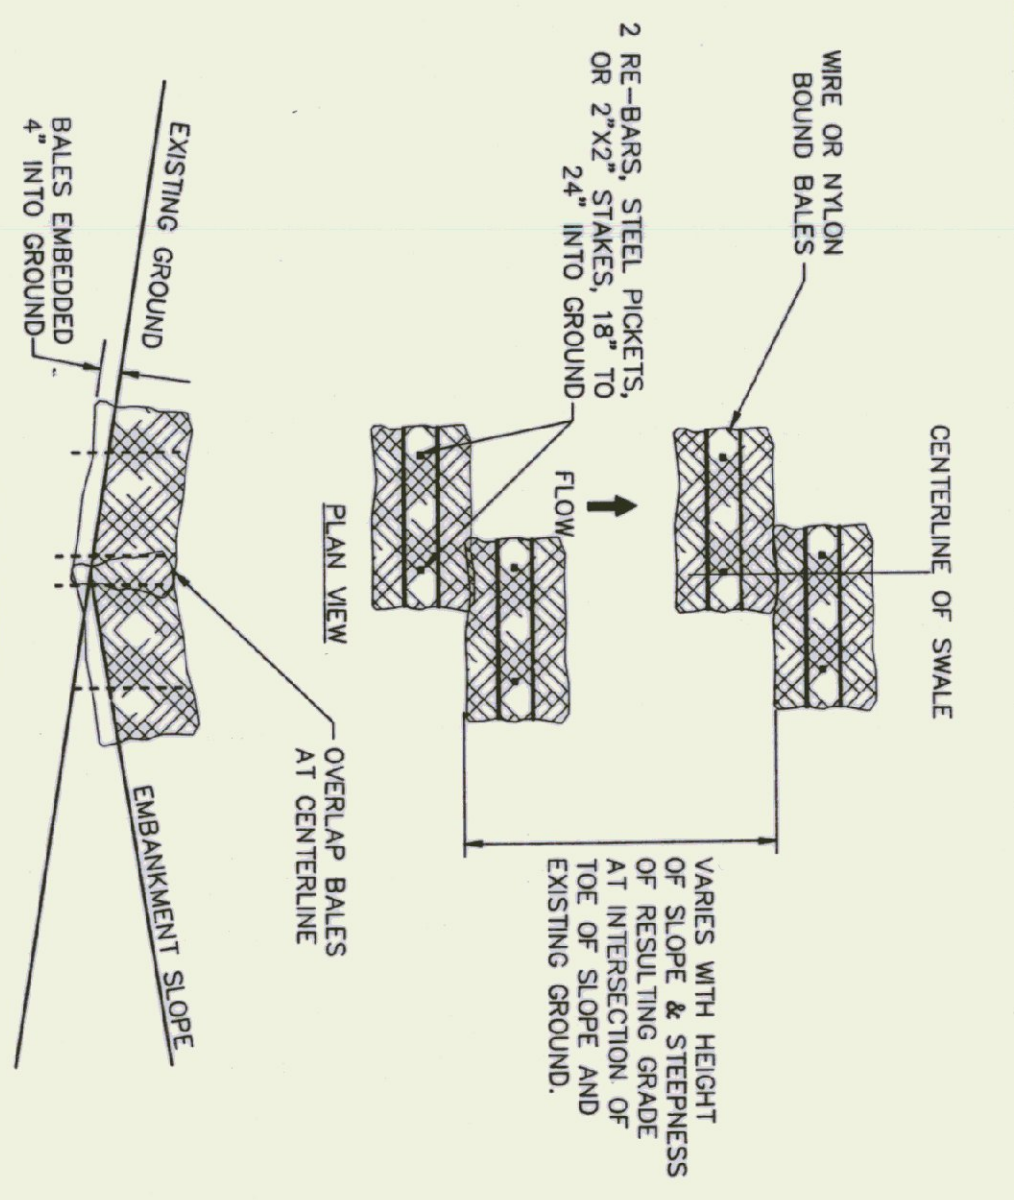 CENTERLINE OF SWALE
WIRE OR NYLON
BOUND BALES
2 RE-BARS, STEEL PICKETS,
OR 2"X2" STAKES, 18" TO
24" INTO GROUND
FLOW
VARIES WITH HEIGHT
OF SLOPE & STEEPNESS
OF RESULTING GRADE
AT INTERSECTION OF
TOE OF SLOPE AND
EXISTING GROUND.
PLAN VIEW
OVERLAP BALES
AT CENTERLINE
EXISTING GROUND
BALES EMBEDDED
4" INTO GROUND
EMBANKMENT SLOPE